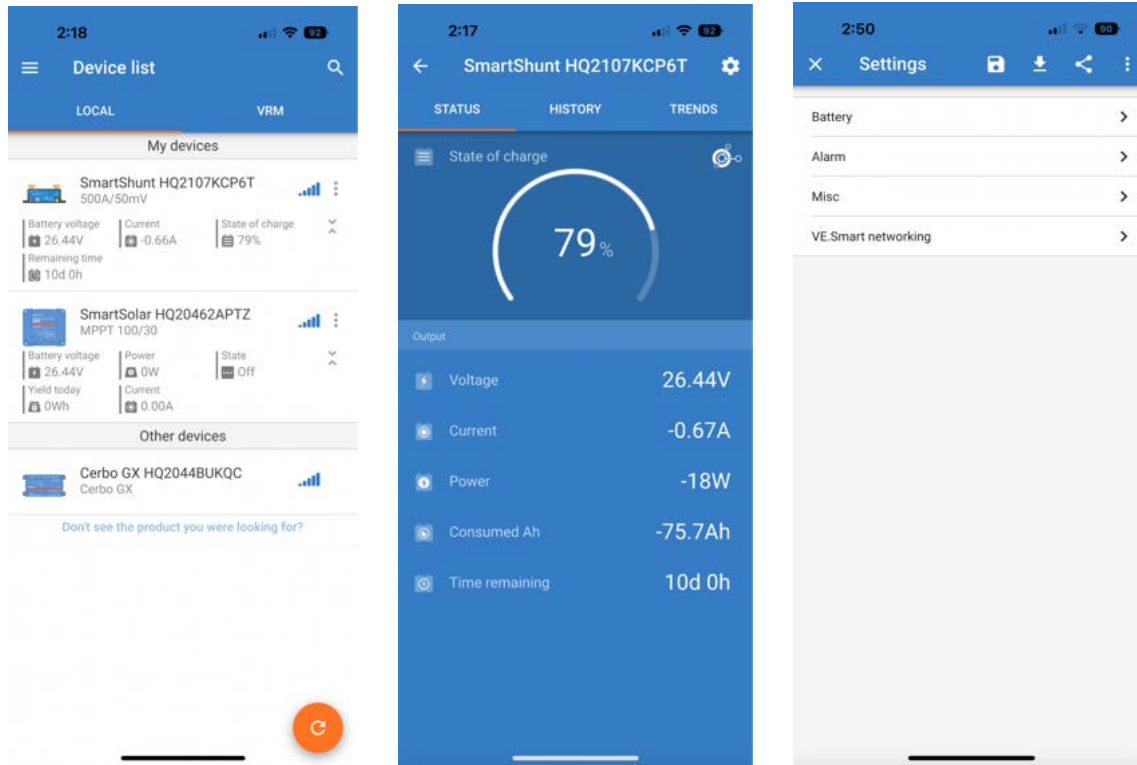 2:18
92
Device list
LOCAL VRM
My devices
SmartShunt HQ2107KCP6T
500A/50mV
Battery voltage Current State of charge
26.44V -0.66A 79%
Remaining time
10d 0h
SmartSolar HQ20462APTZ
MPPT 100/30
Battery voltage Power State
26.44V 0W Off
Yield today Current
0Wh 0.00A
Other devices
Cerbo GX HQ2044BUKQC
Cerbo GX
Don't see the product you were looking for?
2:17
92
SmartShunt HQ2107KCP6T
STATUS HISTORY TRENDS
State of charge
79%
Output
Voltage 26.44V
Current -0.67A
Power -18W
Consumed Ah -75.7Ah
Time remaining 10d 0h
2:50
90
Settings
Battery
Alarm
Misc
VE.Smart networking